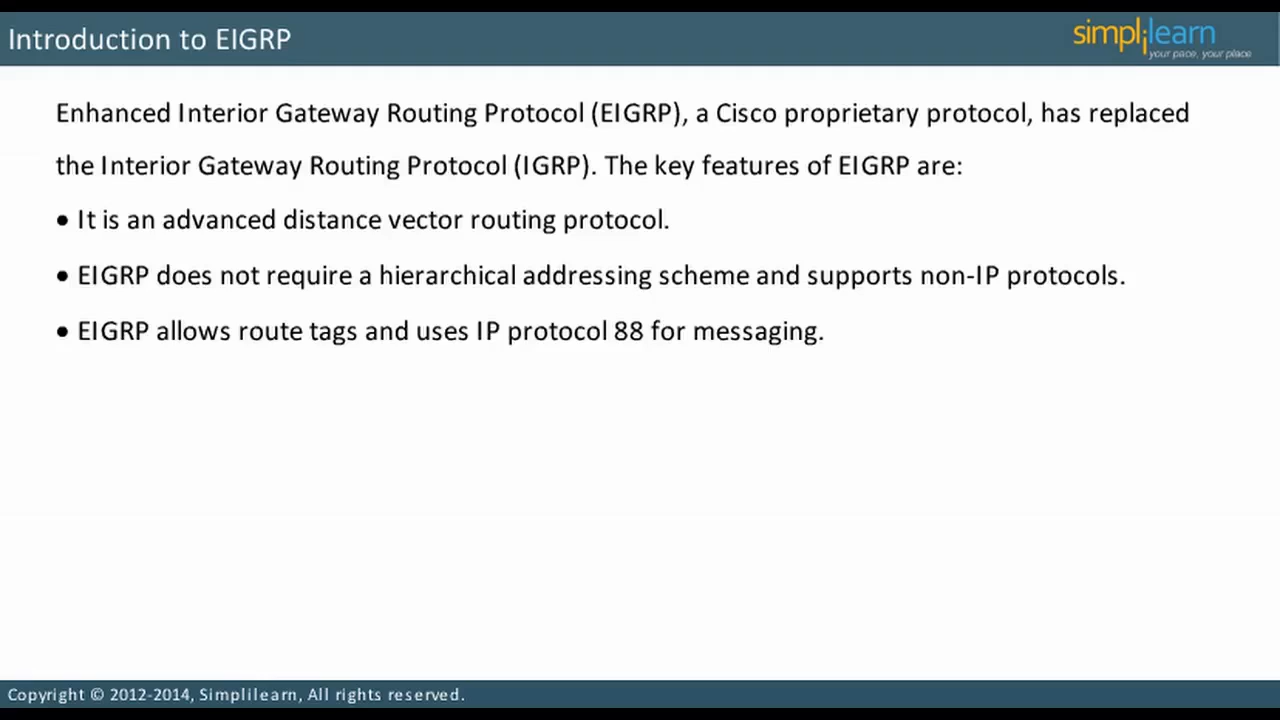 Introduction to EIGRP
simplilearn
your pace, your place
Enhanced Interior Gateway Routing Protocol (EIGRP), a Cisco proprietary protocol, has replaced
the Interior Gateway Routing Protocol (IGRP). The key features of EIGRP are:
• It is an advanced distance vector routing protocol.
• EIGRP does not require a hierarchical addressing scheme and supports non-IP protocols.
• EIGRP allows route tags and uses IP protocol 88 for messaging.
Copyright © 2012-2014, Simplilearn, All rights reserved.